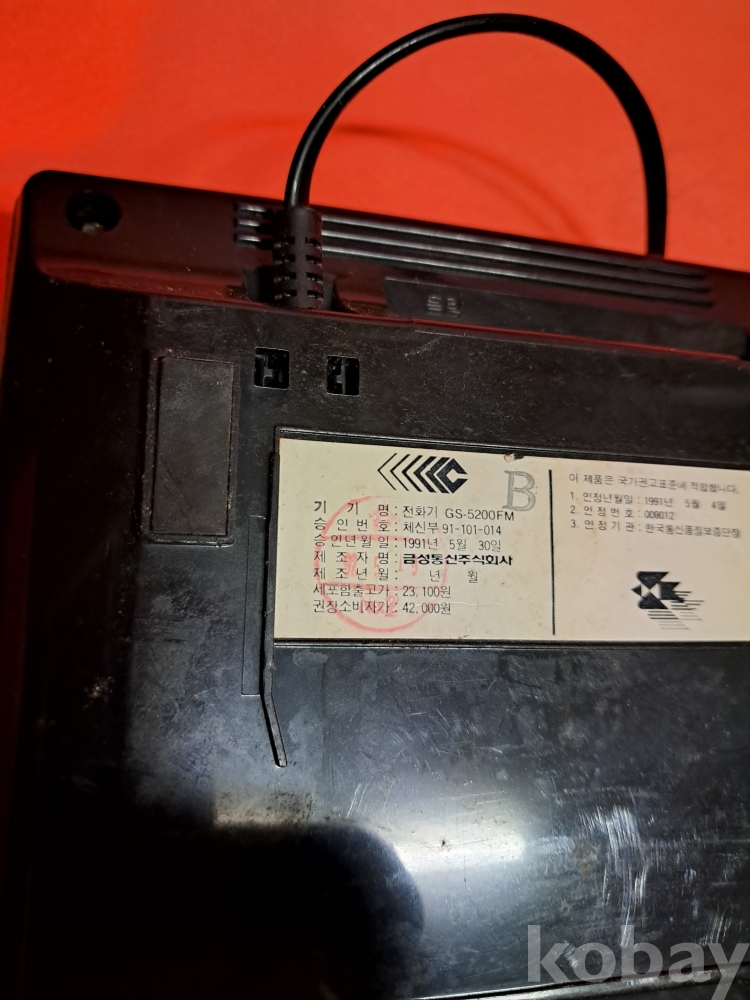 B
기 기 명 : 전화기 GS-5200FM
승 인 번 호 : 체신부 91-101-014
승인년월일 : 1991년 5월 30일
제 조 자 명 : 금성통신주식회사
제 조 년 월 : 년 월
세포함출고가 : 23,100원
권장소비자가 : 42,000원
이 제품은 국가권고표준에 적합합니다.
1. 인정년월일 : 1991년 5월 4일
2. 인정번호 : 009012
3. 인정기관 : 한국통신품질보증단장
kobay